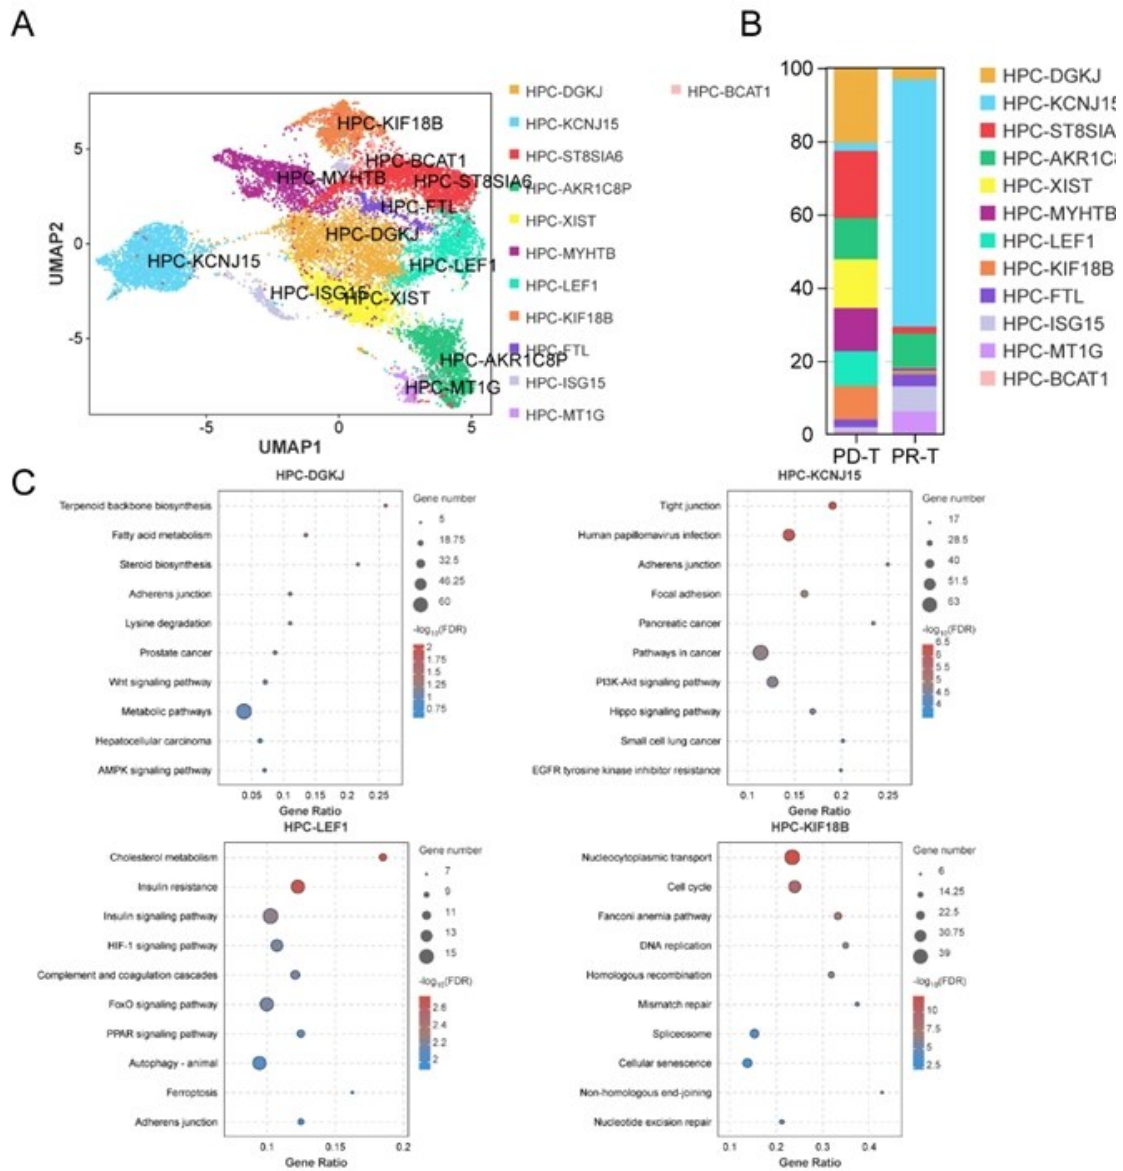 A
HPC-DGKJ
HPC-KCNJ15
HPC-ST8SIA6
HPC-AKR1C8P
HPC-XIST
HPC-MYHTB
HPC-LEF1
HPC-KIF18B
HPC-FTL
HPC-ISG15
HPC-MT1G
HPC-BCAT1
HPC-KIF18B
HPC-BCAT1
HPC-MYHTB
HPC-ST8SIA6
HPC-FTL
HPC-DGKJ
HPC-KCNJ15
HPC-LEF1
HPC-ISG15
HPC-XIST
HPC-AKR1C8P
HPC-MT1G
UMAP2
5
0
-5
-5
0
5
UMAP1
B
100
80
60
40
20
0
PD-T
PR-T
HPC-DGKJ
HPC-KCNJ15
HPC-ST8SIA
HPC-AKR1C8
HPC-XIST
HPC-MYHTB
HPC-LEF1
HPC-KIF18B
HPC-FTL
HPC-ISG15
HPC-MT1G
HPC-BCAT1
C
HPC-DGKJ
Terpenoid backbone biosynthesis
Fatty acid metabolism
Steroid biosynthesis
Adherens junction
Lysine degradation
Prostate cancer
Wnt signaling pathway
Metabolic pathways
Hepatocellular carcinoma
AMPK signaling pathway
0.05
0.1
0.15
0.2
0.25
Gene Ratio
Gene number
5
18.75
32.5
46.25
60
-log10(FDR)
2
1.75
1.5
1.25
1
0.75
HPC-KCNJ15
Tight junction
Human papillomavirus infection
Adherens junction
Focal adhesion
Pancreatic cancer
Pathways in cancer
PI3K-Akt signaling pathway
Hippo signaling pathway
Small cell lung cancer
EGFR tyrosine kinase inhibitor resistance
0.1
0.15
0.2
0.25
Gene Ratio
Gene number
17
28.5
40
51.5
63
-log10(FDR)
6.5
6
5.5
5
4.5
4
HPC-LEF1
Cholesterol metabolism
Insulin resistance
Insulin signaling pathway
HIF-1 signaling pathway
Complement and coagulation cascades
FoxO signaling pathway
PPAR signaling pathway
Autophagy - animal
Ferroptosis
Adherens junction
0.1
0.15
0.2
Gene Ratio
Gene number
7
9
11
13
15
-log10(FDR)
2.6
2.4
2.2
2
HPC-KIF18B
Nucleocytoplasmic transport
Cell cycle
Fanconi anemia pathway
DNA replication
Homologous recombination
Mismatch repair
Spliceosome
Cellular senescence
Non-homologous end-joining
Nucleotide excision repair
0.1
0.2
0.3
0.4
Gene Ratio
Gene number
6
14.25
22.5
30.75
39
-log10(FDR)
10
7.5
5
2.5